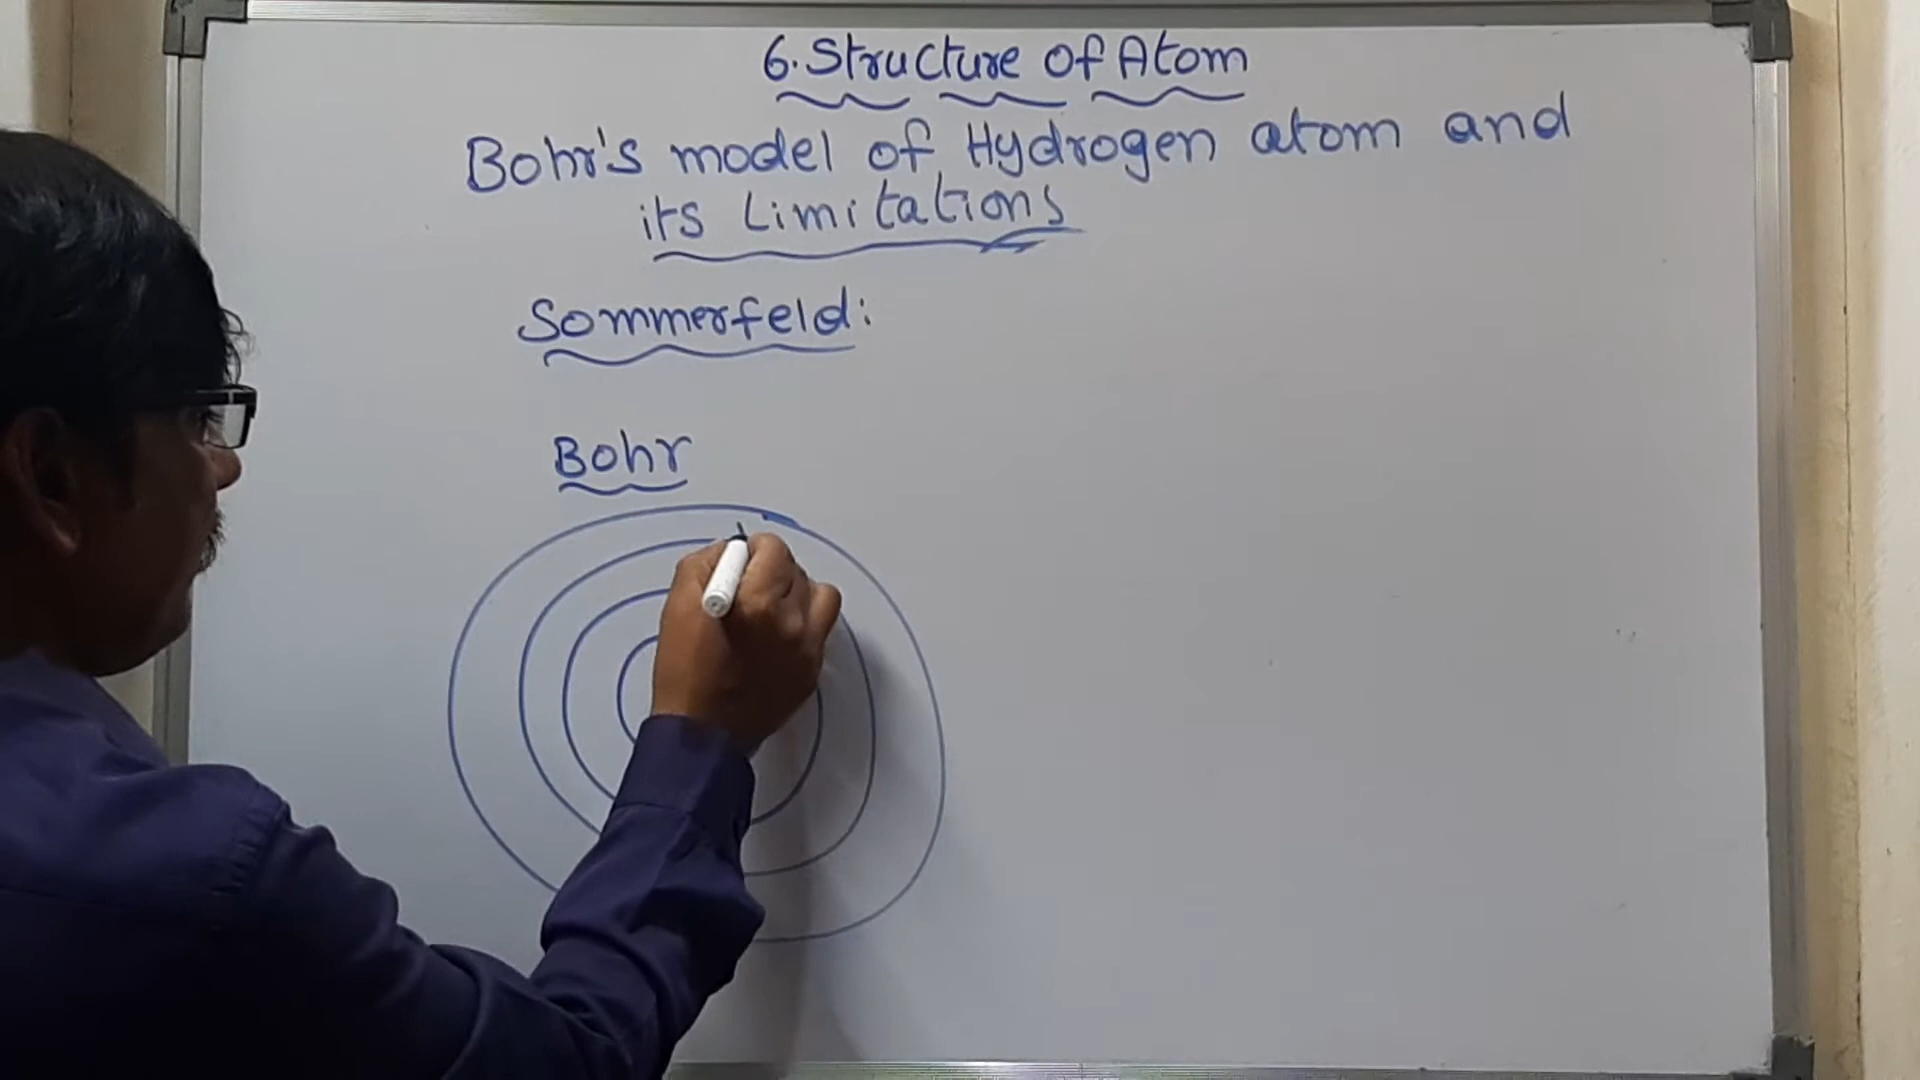 6. Structure of Atom
Bohr's model of Hydrogen atom and
its Limitations
Sommerfeld:
Bohr